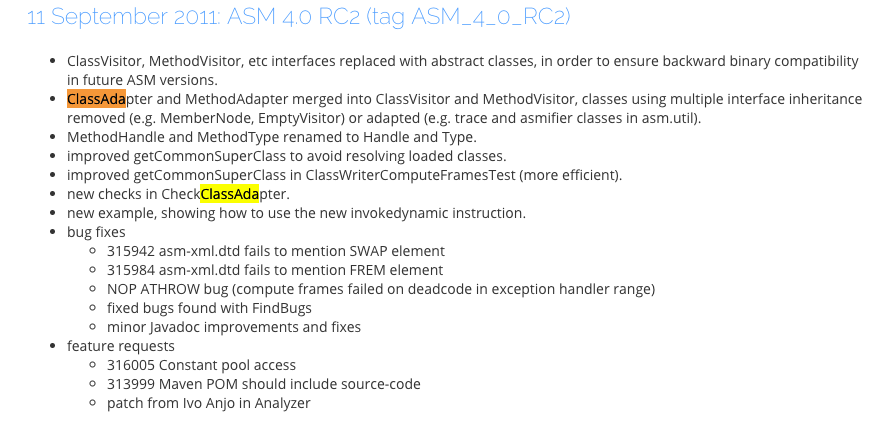 11 September 2011: ASM 4.0 RC2 (tag ASM_4_0_RC2)
ClassVisitor, MethodVisitor, etc interfaces replaced with abstract classes, in order to ensure backward binary compatibility
in future ASM versions.
ClassAdapter and MethodAdapter merged into ClassVisitor and MethodVisitor, classes using multiple interface inheritance
removed (e.g. MemberNode, EmptyVisitor) or adapted (e.g. trace and asmifier classes in asm.util).
MethodHandle and MethodType renamed to Handle and Type.
improved getCommonSuperClass to avoid resolving loaded classes.
improved getCommonSuperClass in ClassWriterComputeFramesTest (more efficient).
new checks in CheckClassAdapter.
new example, showing how to use the new invokedynamic instruction.
bug fixes
315942 asm-xml.dtd fails to mention SWAP element
315984 asm-xml.dtd fails to mention FREM element
NOP ATHROW bug (compute frames failed on deadcode in exception handler range)
fixed bugs found with FindBugs
minor Javadoc improvements and fixes
feature requests
316005 Constant pool access
313999 Maven POM should include source-code
patch from Ivo Anjo in Analyzer